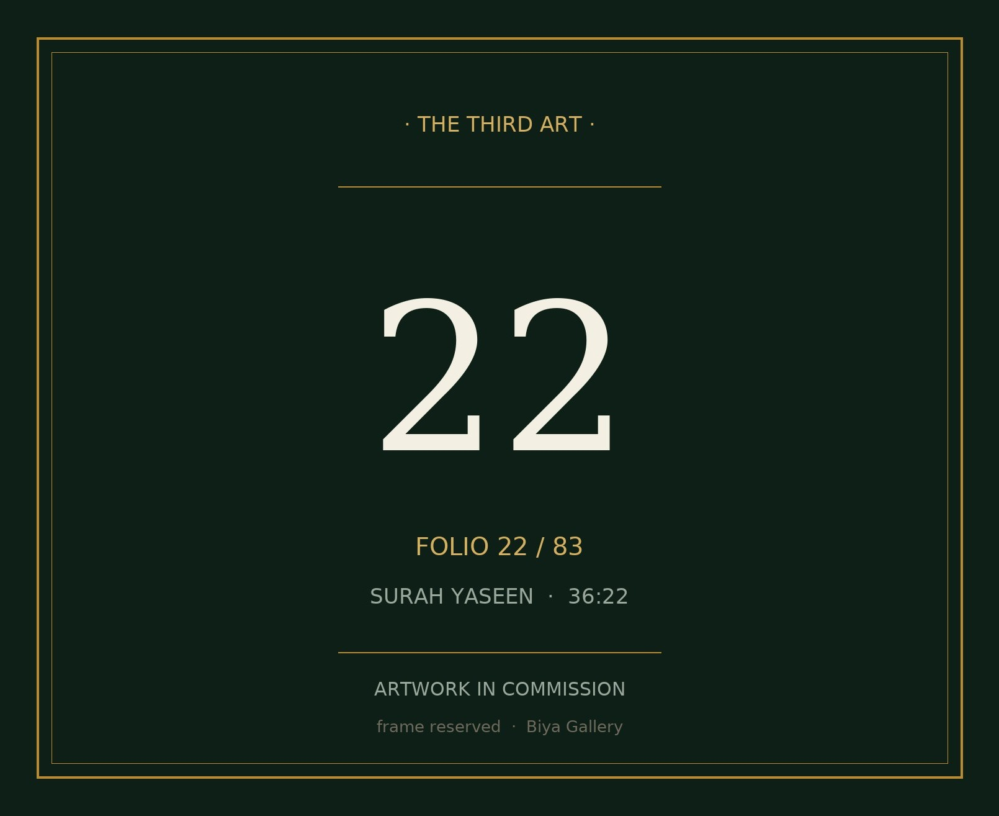 · THE THIRD ART ·
22
FOLIO 22 / 83
SURAH YASEEN · 36:22
ARTWORK IN COMMISSION
frame reserved · Biya Gallery